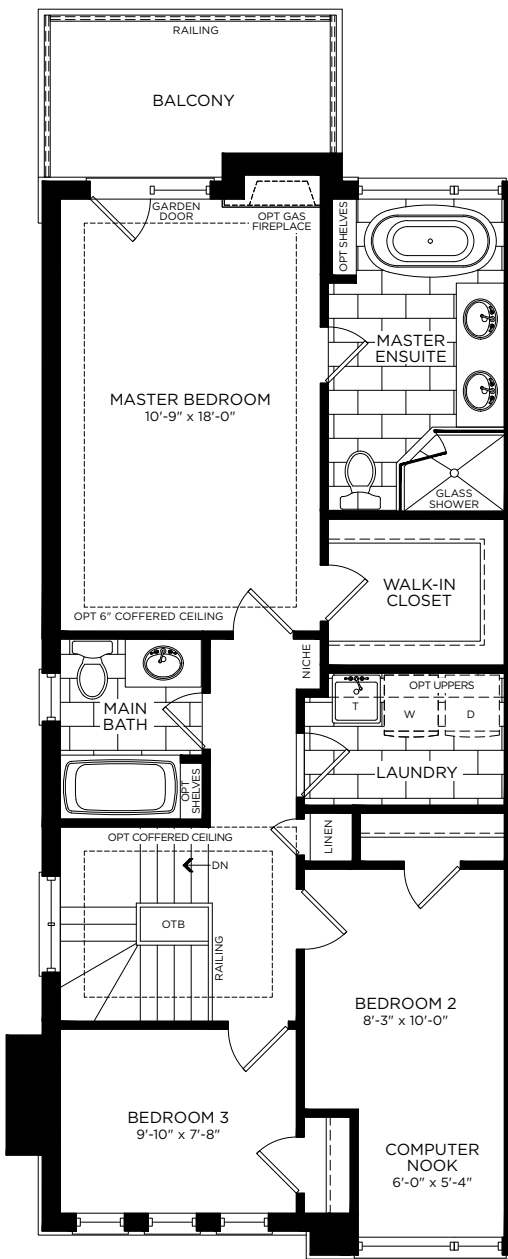 RAILING
BALCONY
GARDEN
DOOR
OPT GAS
FIREPLACE
OPT SHELVES
MASTER
ENSUITE
MASTER BEDROOM
10'-9" x 18'-0"
GLASS
SHOWER
WALK-IN
CLOSET
OPT 6" COFFERED CEILING
NICHE
MAIN
BATH
OPT UPPERS
T
W
D
LAUNDRY
OPT
SHELVES
OPT COFFERED CEILING
LINEN
DN
OTB
RAILING
BEDROOM 2
8'-3" x 10'-0"
BEDROOM 3
9'-10" x 7'-8"
COMPUTER
NOOK
6'-0" x 5'-4"